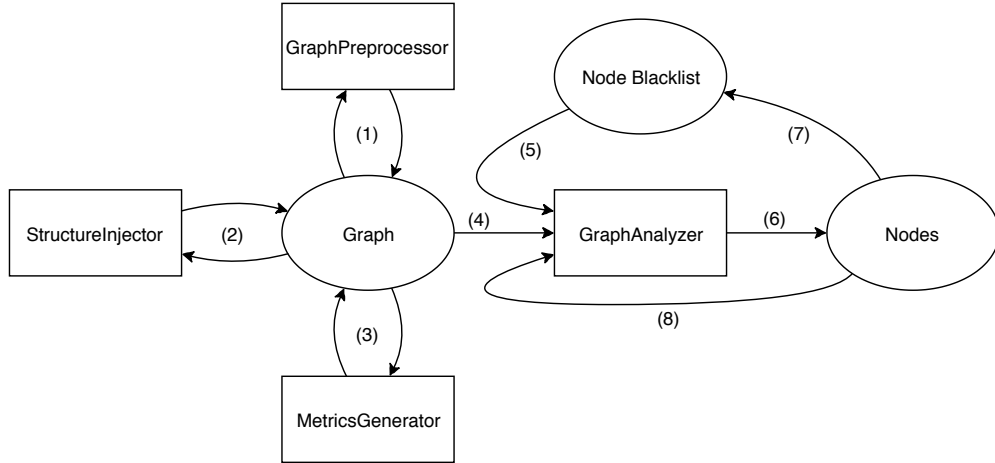 GraphPreprocessor
Node Blacklist
(1)
(7)
(5)
StructureInjector
(2)
Graph
(4)
GraphAnalyzer
(6)
Nodes
(8)
(3)
MetricsGenerator